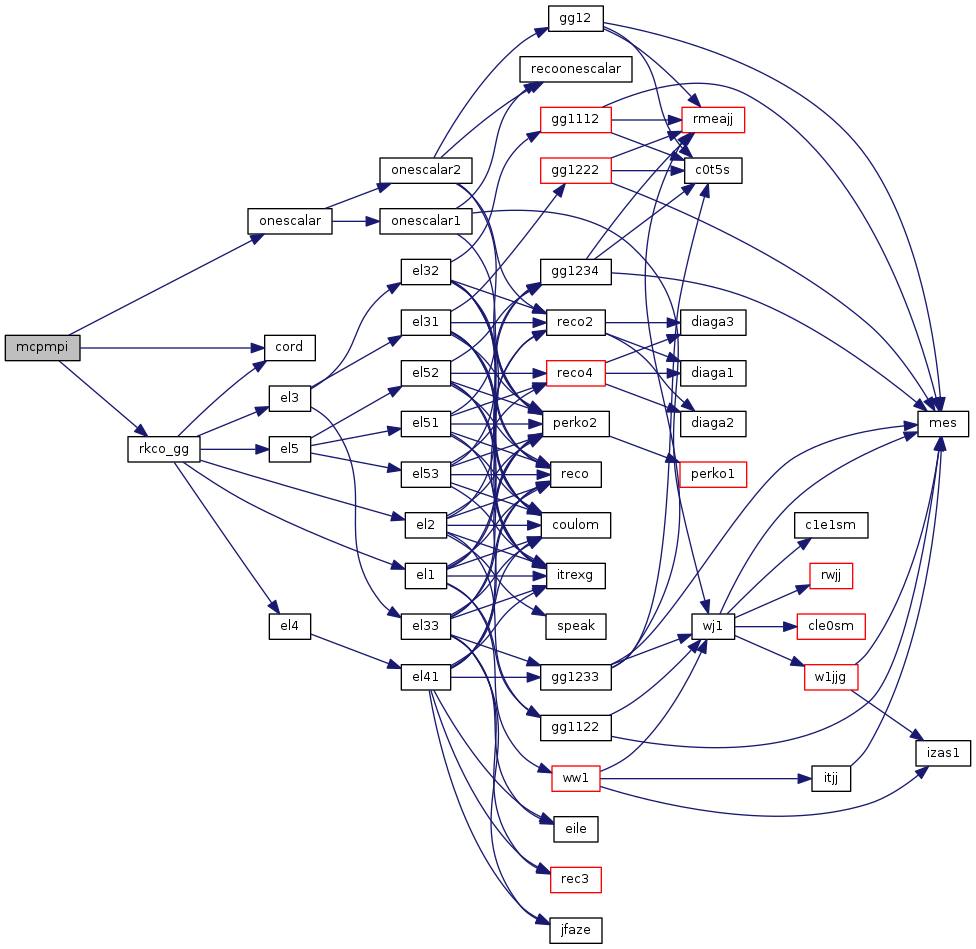 gg12
recoonescalar
gg1112
rmeajj
onescalar2
gg1222
c0t5s
onescalar
onescalar1
el32
gg1234
mcpmpi
cord
el31
reco2
diaga3
el3
el52
reco4
diaga1
rkco_gg
el5
el51
perko2
diaga2
mes
el53
reco
perko1
el2
coulom
c1e1sm
el1
itrexg
rwjj
el4
el33
speak
wj1
cle0sm
el41
gg1233
w1jjg
gg1122
izas1
ww1
itjj
eile
rec3
jfaze